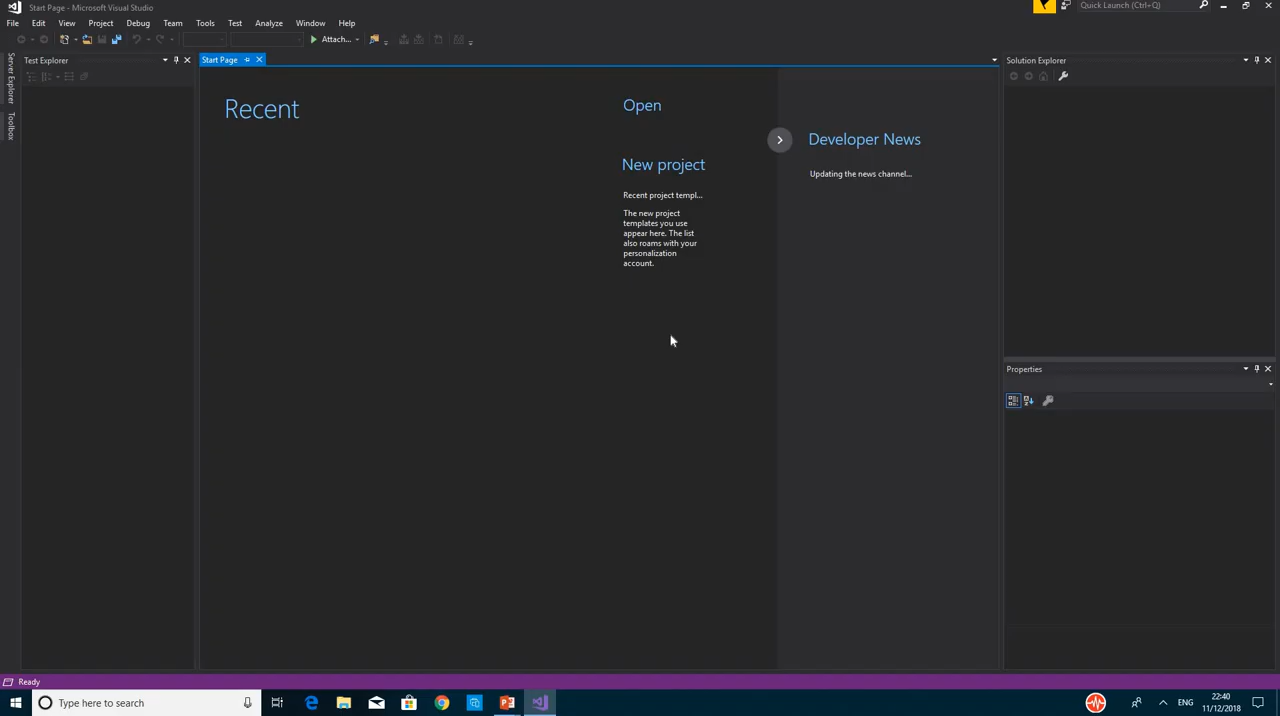 Start Page - Microsoft Visual Studio
Quick Launch (Ctrl+Q)
File Edit View Project Debug Team Tools Test Analyze Window Help
Attach...
Server Explorer
Toolbox
Test Explorer
Start Page
Recent
Open
New project
Recent project templ...
The new project
templates you use
appear here. The list
also roams with your
personalization
account.
Developer News
Updating the news channel...
Solution Explorer
Properties
Ready
Type here to search
ENG
22:40
11/12/2018